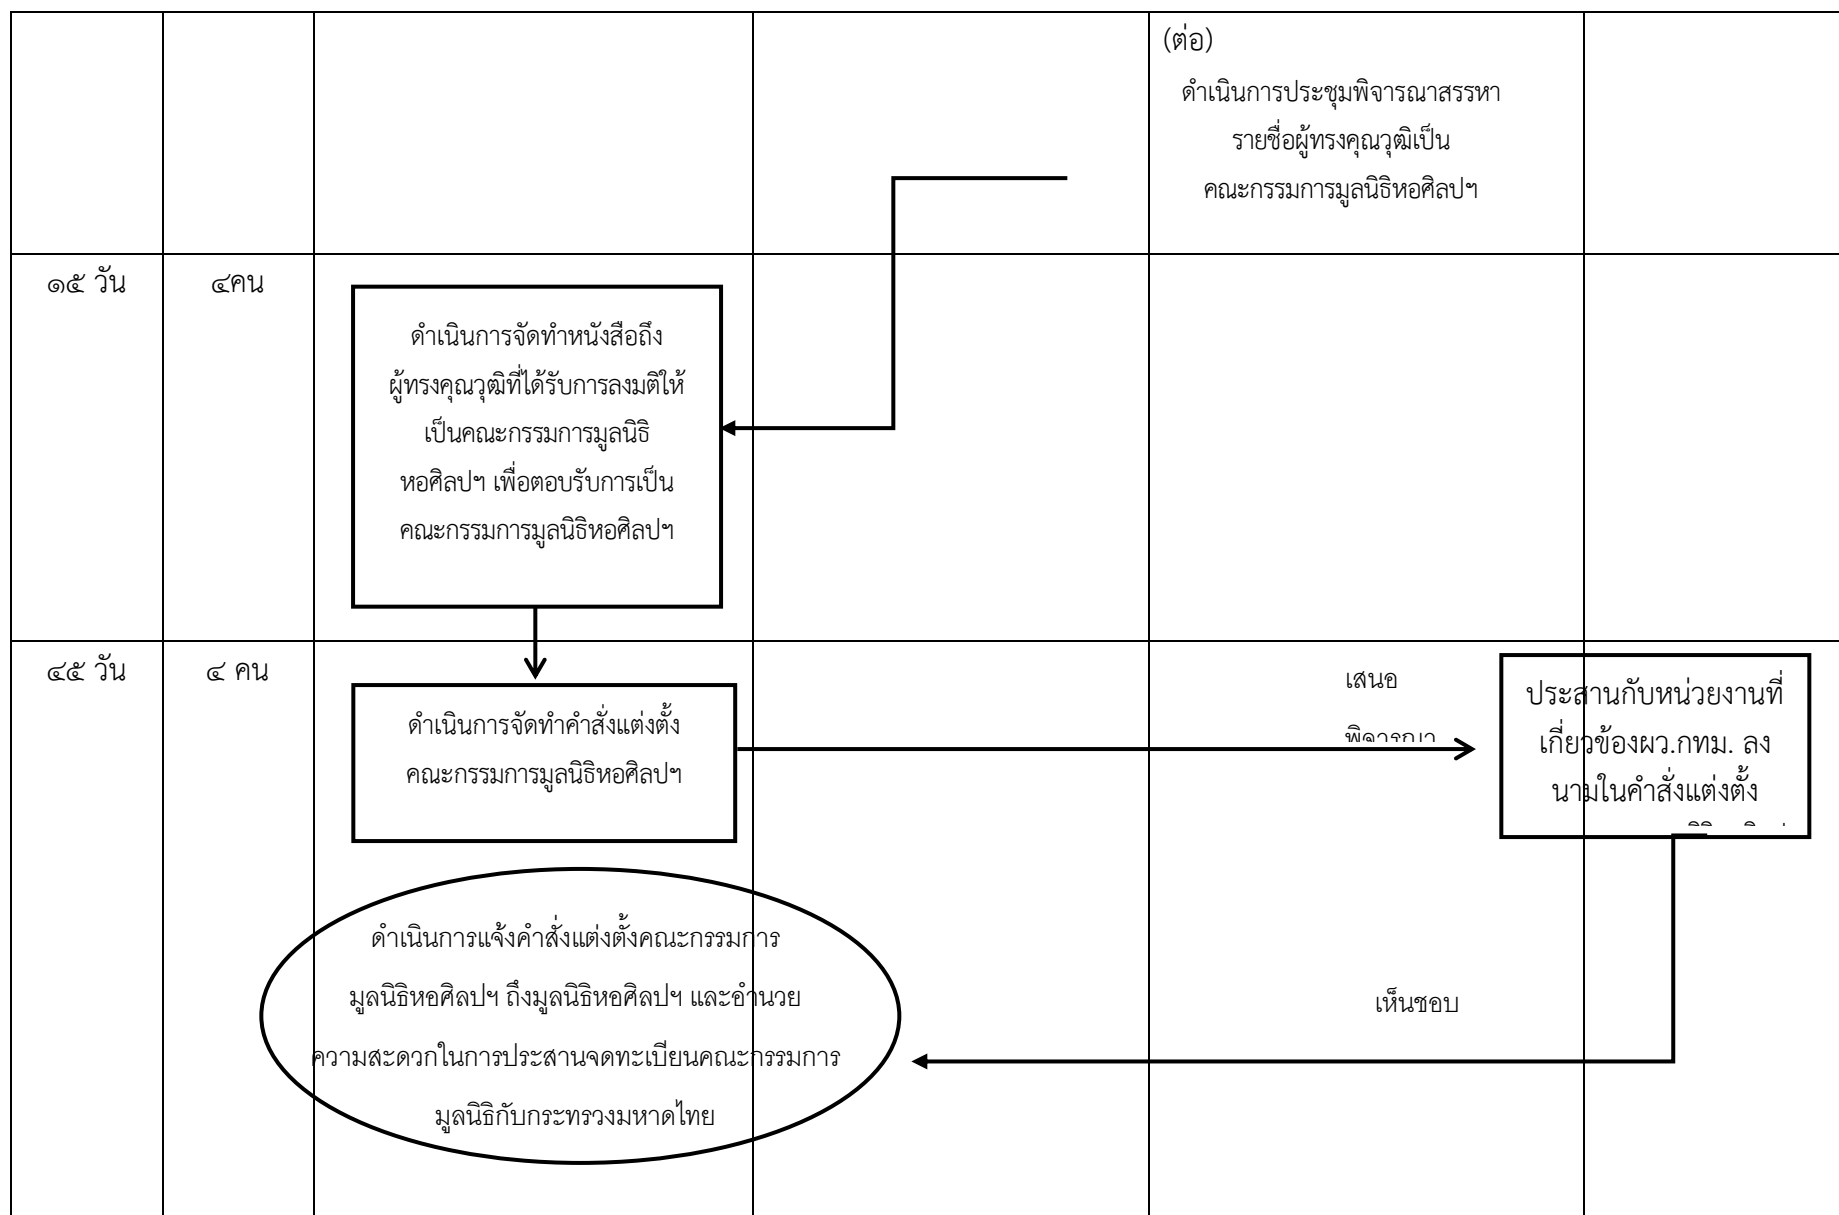 (ต่อ)
ดำเนินการประชุมพิจารณาสรรหา
รายชื่อผู้ทรงคุณวุฒิเป็น
คณะกรรมการมูลนิธิหอศิลปฯ
๑๕ วัน
๔คน
ดำเนินการจัดทำหนังสือถึง
ผู้ทรงคุณวุฒิที่ได้รับการลงมติให้
เป็นคณะกรรมการมูลนิธิ
หอศิลปฯ เพื่อตอบรับการเป็น
คณะกรรมการมูลนิธิหอศิลปฯ
๔๕ วัน
๔ คน
ดำเนินการจัดทำคำสั่งแต่งตั้ง
คณะกรรมการมูลนิธิหอศิลปฯ
เสนอ
พิจารณา
ประสานกับหน่วยงานที่
เกี่ยวข้องผว.กทม. ลง
นามในคำสั่งแต่งตั้ง
ดำเนินการแจ้งคำสั่งแต่งตั้งคณะกรรมการ
มูลนิธิหอศิลปฯ ถึงมูลนิธิหอศิลปฯ และอำนวย
ความสะดวกในการประสานจดทะเบียนคณะกรรมการ
มูลนิธิกับกระทรวงมหาดไทย
เห็นชอบ